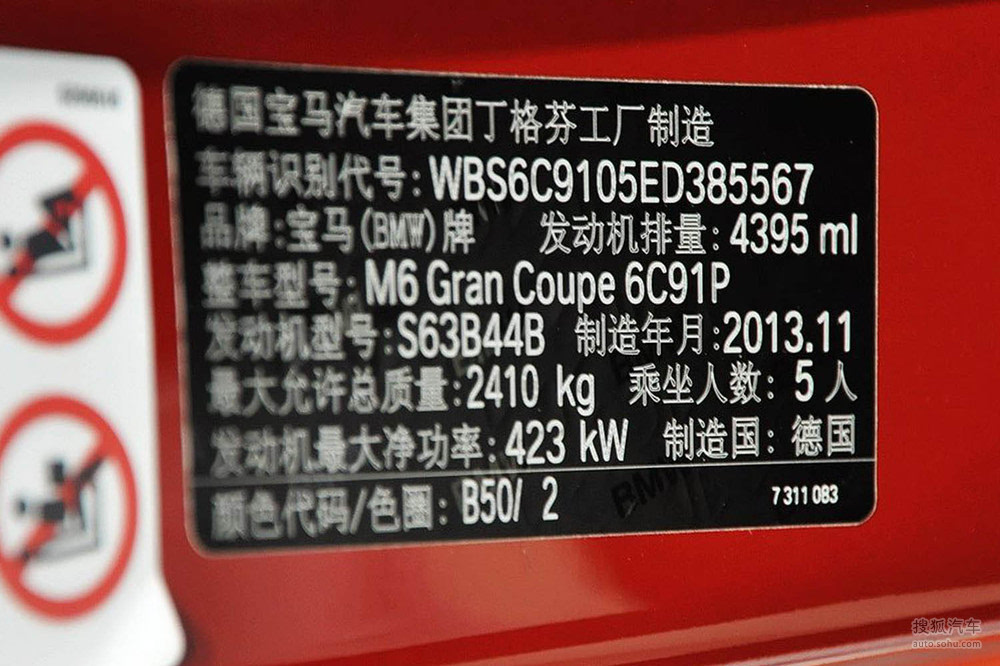 德国宝马汽车集团丁格芬工厂制造
车辆识别代号:WBS6C9105ED385567
品牌:宝马(BMW)牌 发动机排量:4395 ml
整车型号:M6 Gran Coupe 6C91P
发动机型号:S63B44B 制造年月:2013.11
最大允许总质量:2410 kg 乘坐人数: 5 人
发动机最大净功率:423 kW 制造国: 德国
颜色代码/色圈: B50/ 2 7 311 083
搜狐汽车
auto.sohu.com